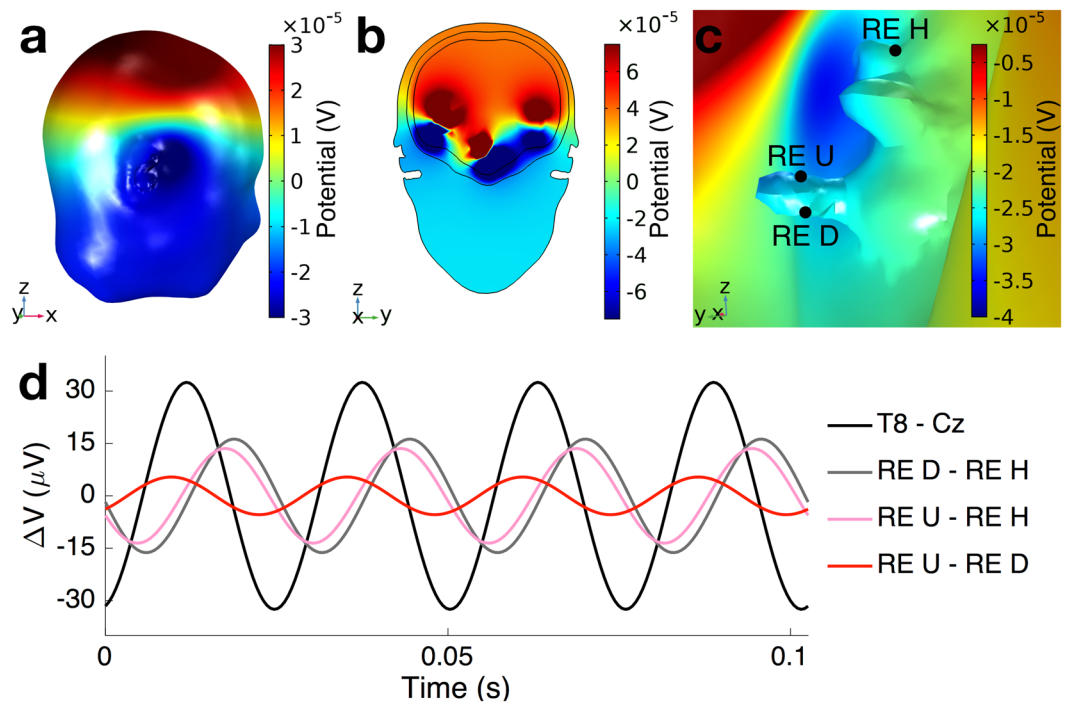 a
×10⁻⁵
3
2
1
0
-1
-2
-3
Potential (V)
z
y
x
b
×10⁻⁵
6
4
2
0
-2
-4
-6
Potential (V)
z
x
y
c
RE H
RE U
RE D
×10⁻⁵
-0.5
-1
-1.5
-2
-2.5
-3
-3.5
-4
Potential (V)
z
y
x
d
30
15
0
-15
-30
ΔV (μV)
0
0.05
0.1
Time (s)
T8 - Cz
RE D - RE H
RE U - RE H
RE U - RE D